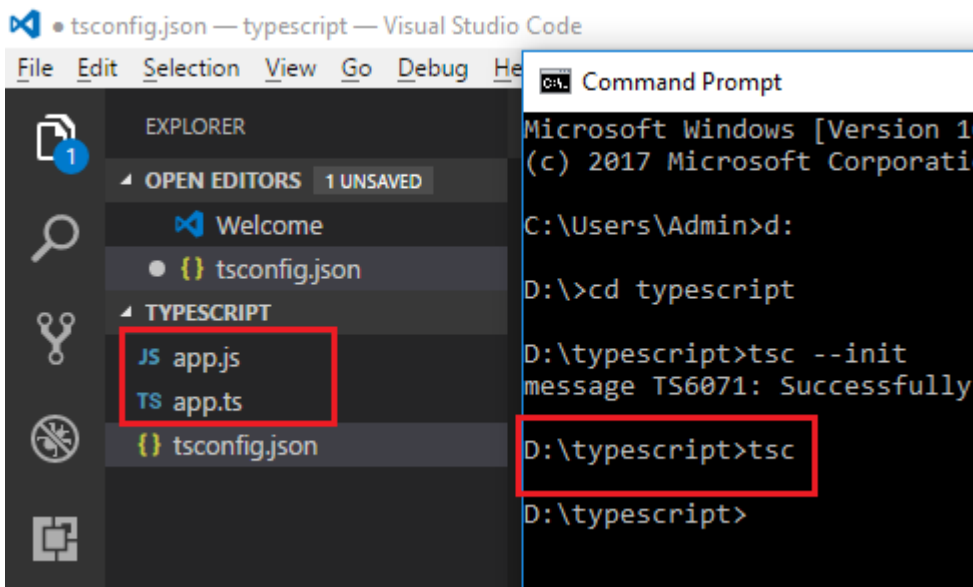 ● tsconfig.json — typescript — Visual Studio Code
File Edit Selection View Go Debug He
EXPLORER
1
OPEN EDITORS 1 UNSAVED
Welcome
{} tsconfig.json
TYPESCRIPT
JS app.js
TS app.ts
{} tsconfig.json
C:\. Command Prompt
Microsoft Windows [Version 1
(c) 2017 Microsoft Corporati
C:\Users\Admin>d:
D:\>cd typescript
D:\typescript>tsc --init
message TS6071: Successfully
D:\typescript>tsc
D:\typescript>